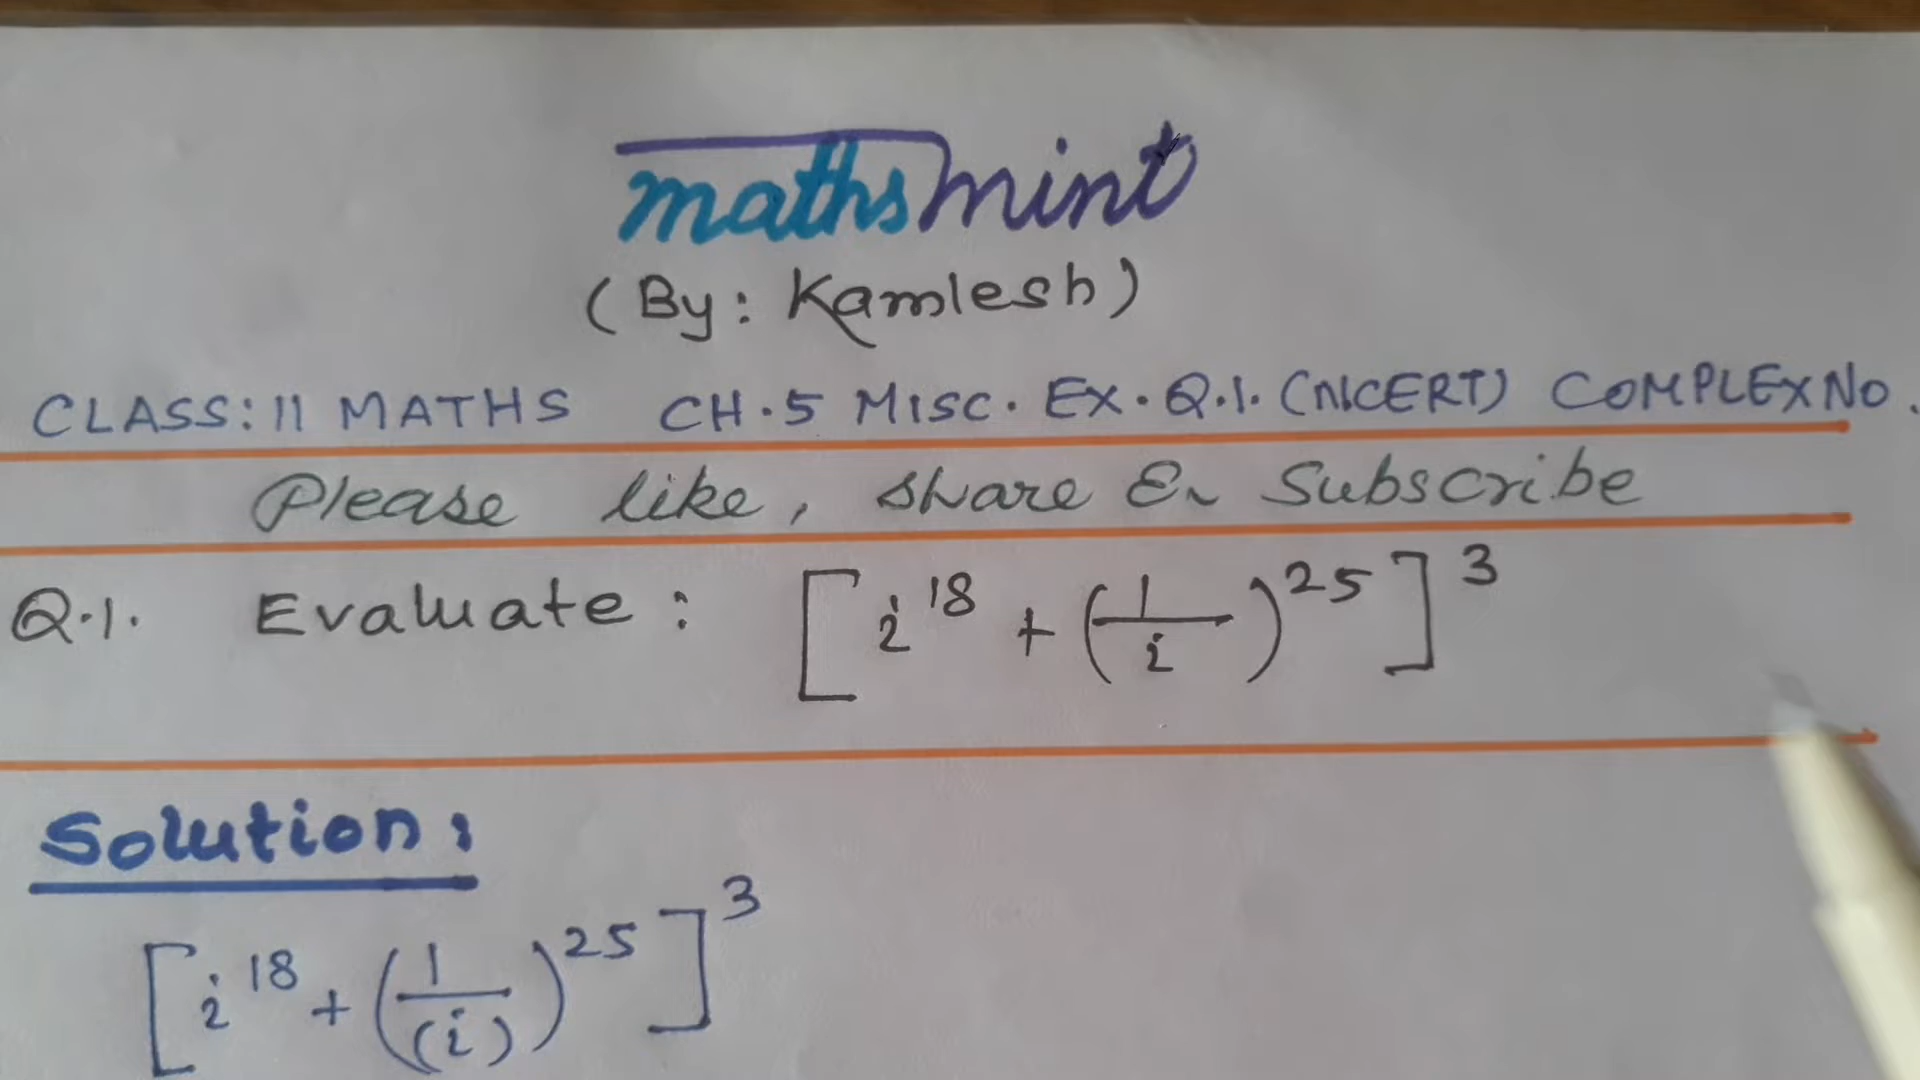 mathsmint
(By: Kamlesh)
CLASS: 11 MATHS CH.5 MISC. EX. Q.1. (NCERT) COMPLEX NO.
Please like, share & Subscribe
Q.1. Evaluate: [i^18 + (1/i)^25]^3
Solution:
[i^18 + (1/(i))^25]^3